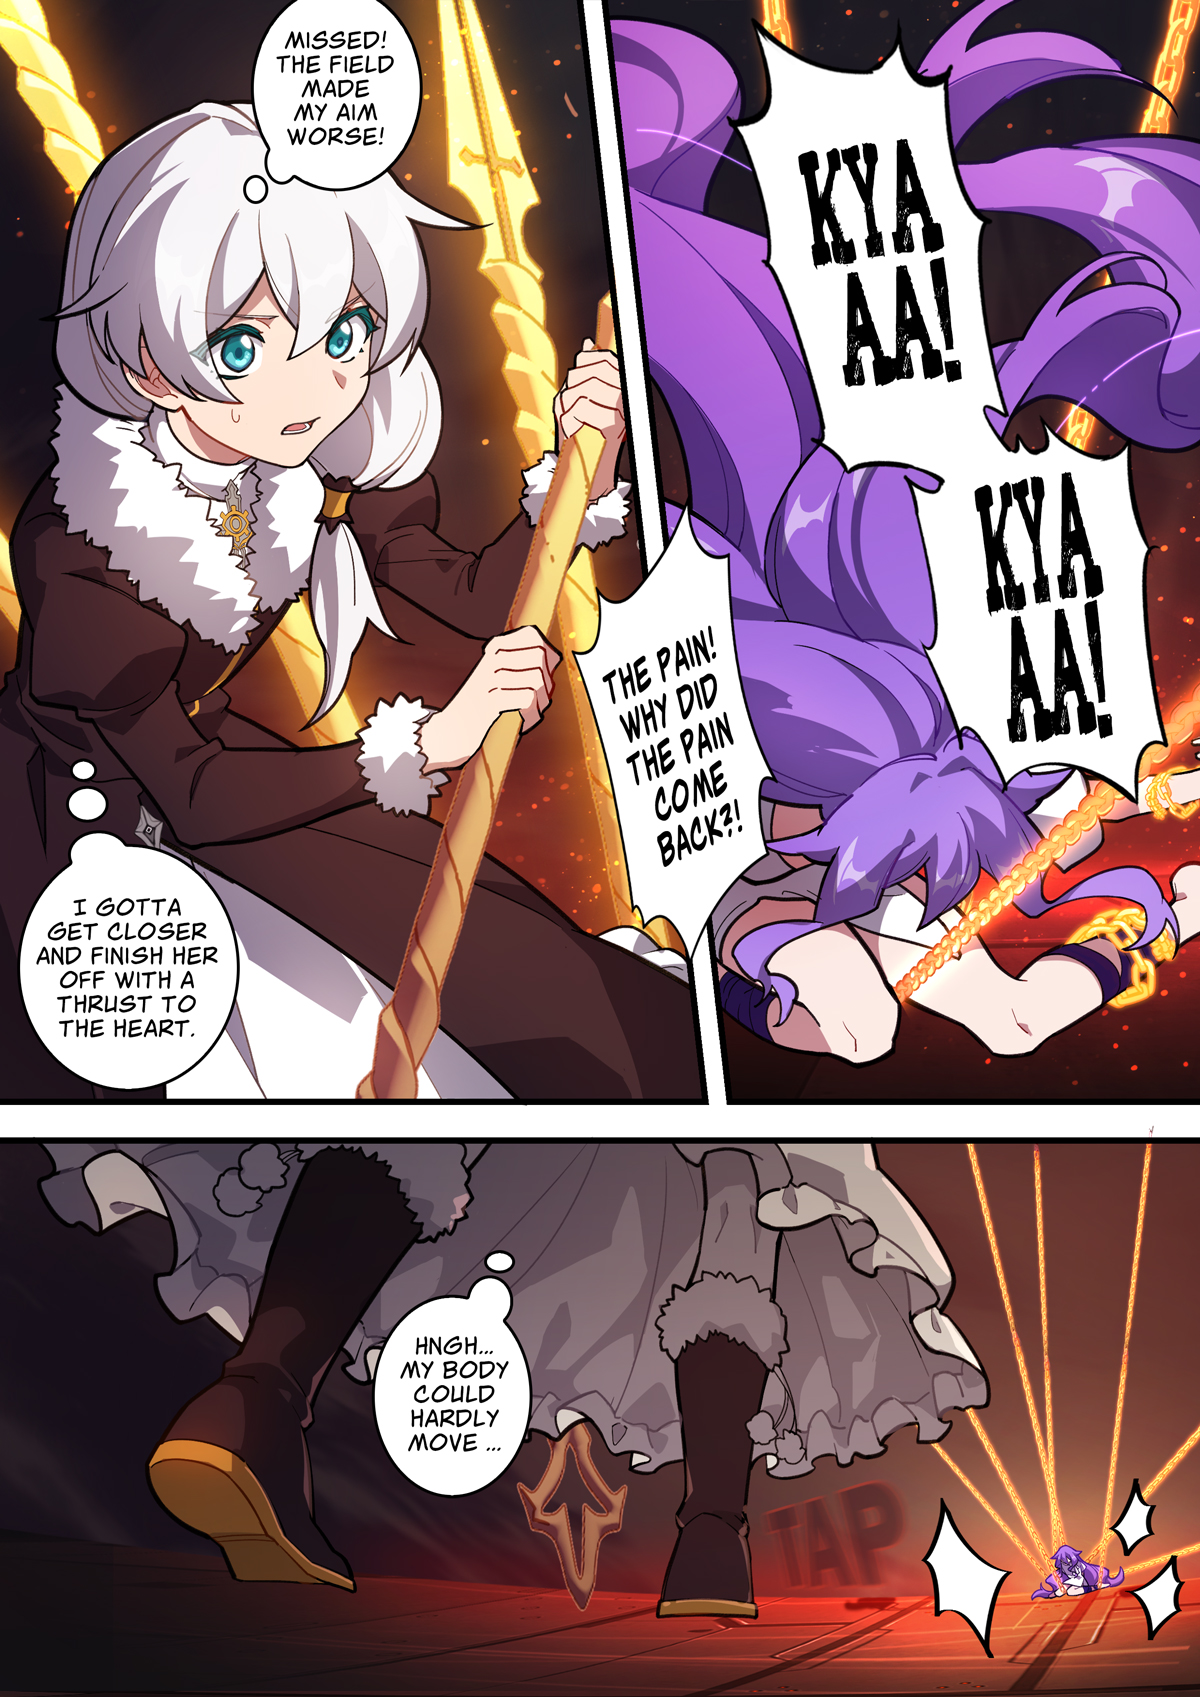 MISSED!
THE FIELD
MADE
MY AIM
WORSE!
KYA
AA!
KYA
AA!
THE PAIN!
WHY DID
THE PAIN
COME
BACK?!
I GOTTA
GET CLOSER
AND FINISH HER
OFF WITH A
THRUST TO
THE HEART.
HNGH...
MY BODY
COULD
HARDLY
MOVE ...
TAP